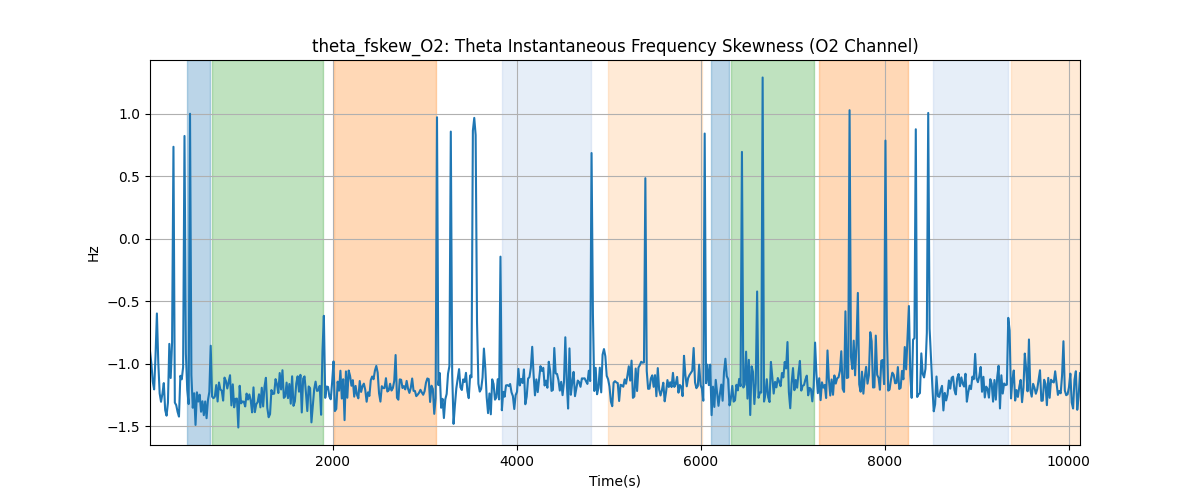 theta_fskew_O2: Theta Instantaneous Frequency Skewness (O2 Channel)
Hz
1.0
0.5
0.0
−0.5
−1.0
−1.5
2000 4000 6000 8000 10000
Time(s)